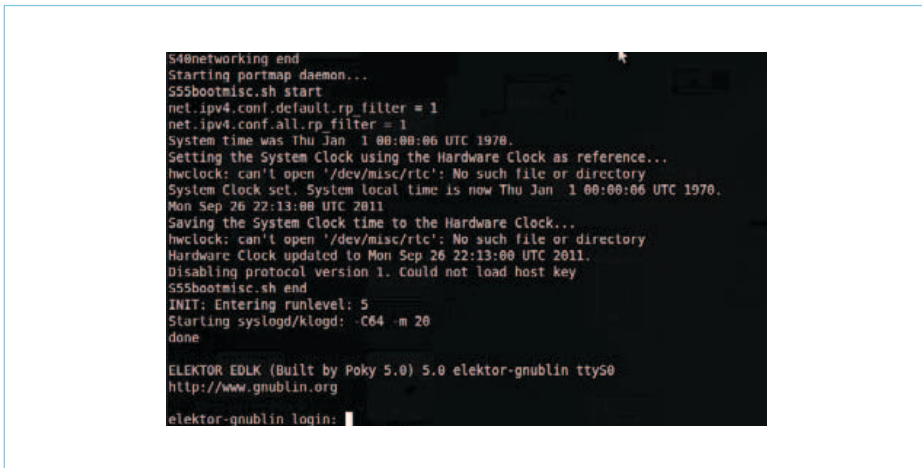 S40networking end
Starting portmap daemon...
S55bootmisc.sh start
net.ipv4.conf.default.rp_filter = 1
net.ipv4.conf.all.rp_filter = 1
System time was Thu Jan  1 00:00:06 UTC 1970.
Setting the System Clock using the Hardware Clock as reference...
hwclock: can't open '/dev/misc/rtc': No such file or directory
System Clock set. System local time is now Thu Jan  1 00:00:06 UTC 1970.
Mon Sep 26 22:13:00 UTC 2011
Saving the System Clock time to the Hardware Clock...
hwclock: can't open '/dev/misc/rtc': No such file or directory
Hardware Clock updated to Mon Sep 26 22:13:00 UTC 2011.
Disabling protocol version 1. Could not load host key
S55bootmisc.sh end
INIT: Entering runlevel: 5
Starting syslogd/klogd: -C64 -m 20
done
ELEKTOR EDLK (Built by Poky 5.0) 5.0 elektor-gnublin ttyS0
http://www.gnublin.org
elektor-gnublin login: